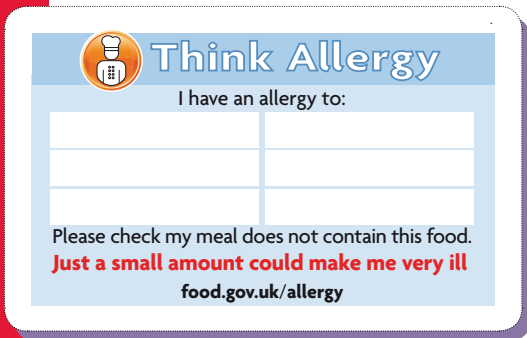 Think Allergy
I have an allergy to:
Please check my meal does not contain this food.
Just a small amount could make me very ill
food.gov.uk/allergy